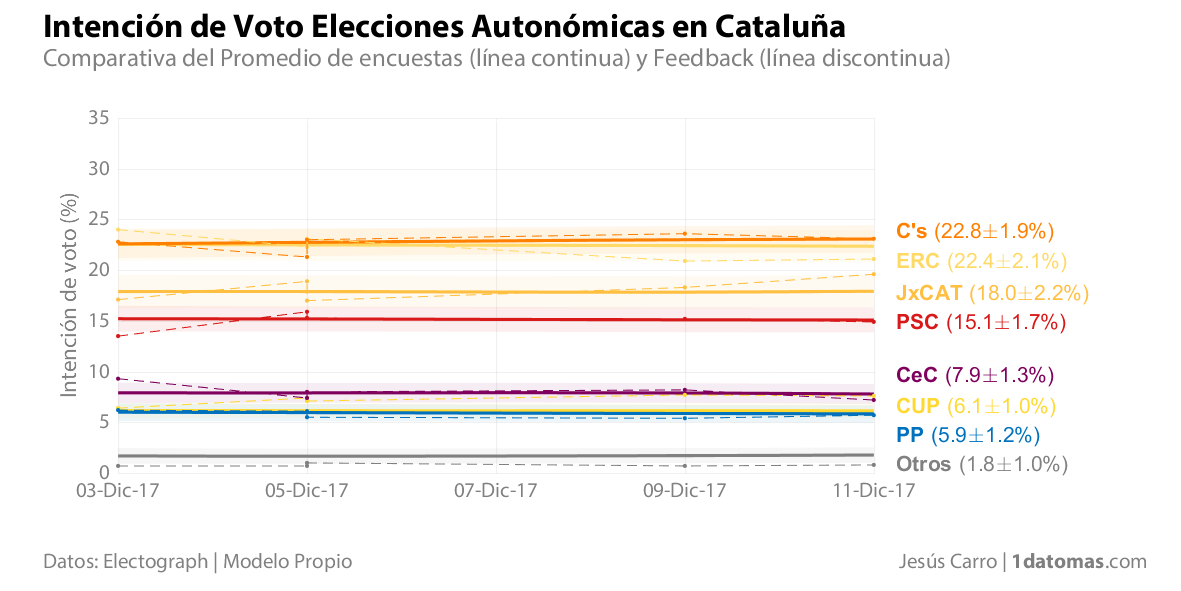 Intención de Voto Elecciones Autonómicas en Cataluña
Comparativa del Promedio de encuestas (línea continua) y Feedback (línea discontinua)
Intención de voto (%)
35
30
25
20
15
10
5
0
03-Dic-17
05-Dic-17
07-Dic-17
09-Dic-17
11-Dic-17
C's (22.8±1.9%)
ERC (22.4±2.1%)
JxCAT (18.0±2.2%)
PSC (15.1±1.7%)
CeC (7.9±1.3%)
CUP (6.1±1.0%)
PP (5.9±1.2%)
Otros (1.8±1.0%)
Datos: Electograph | Modelo Propio
Jesús Carro | 1datomas.com